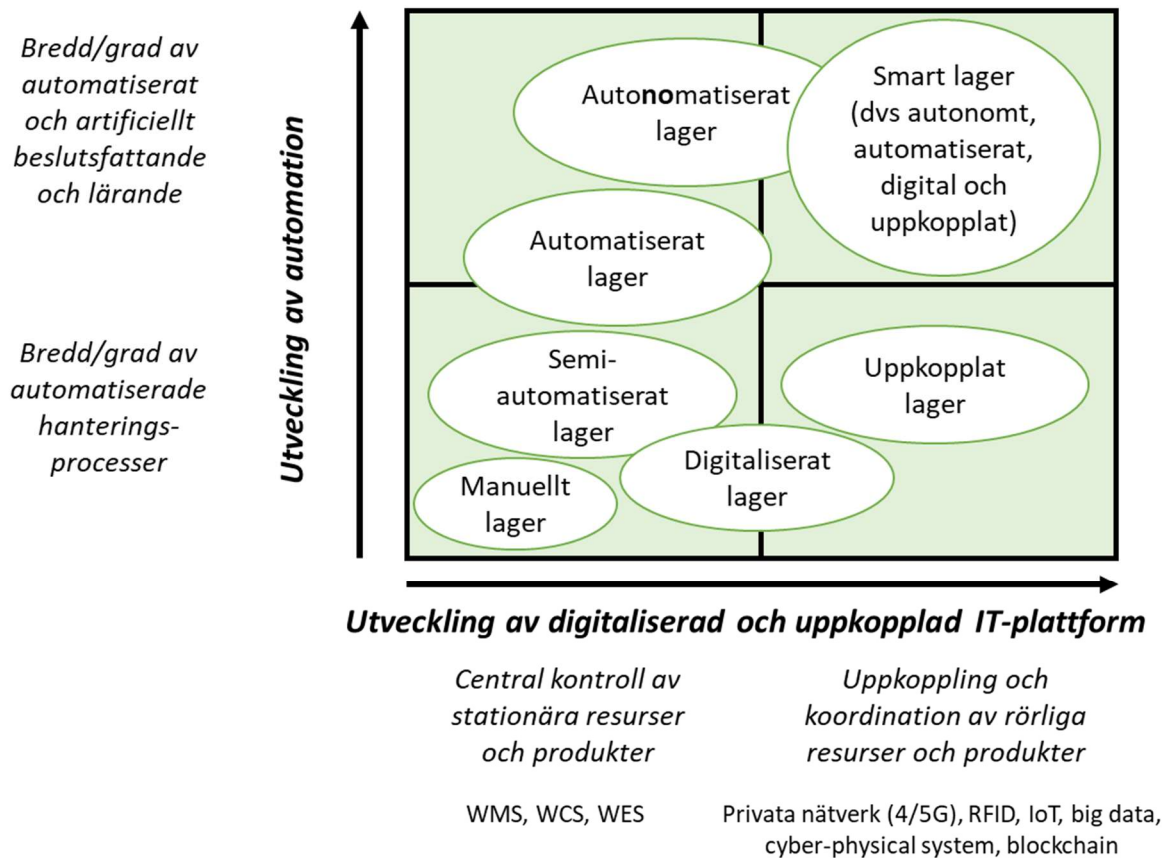 Bredd/grad av
automatiserat
och artificiellt
beslutsfattande
och lärande
Bredd/grad av
automatiserade
hanterings-
processer
Utveckling av automation
Autonomatiserat
lager
Smart lager
(dvs autonomt,
automatiserat,
digital och
uppkopplat)
Automatiserat
lager
Semi-
automatiserat
lager
Uppkopplat
lager
Digitaliserat
lager
Manuellt
lager
Utveckling av digitaliserad och uppkopplad IT-plattform
Central kontroll av
stationära resurser
och produkter
Uppkoppling och
koordination av rörliga
resurser och produkter
WMS, WCS, WES
Privata nätverk (4/5G), RFID, IoT, big data,
cyber-physical system, blockchain